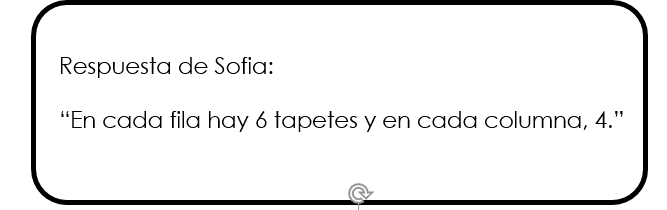 Respuesta de Sofia:
“En cada fila hay 6 tapetes y en cada columna, 4.”